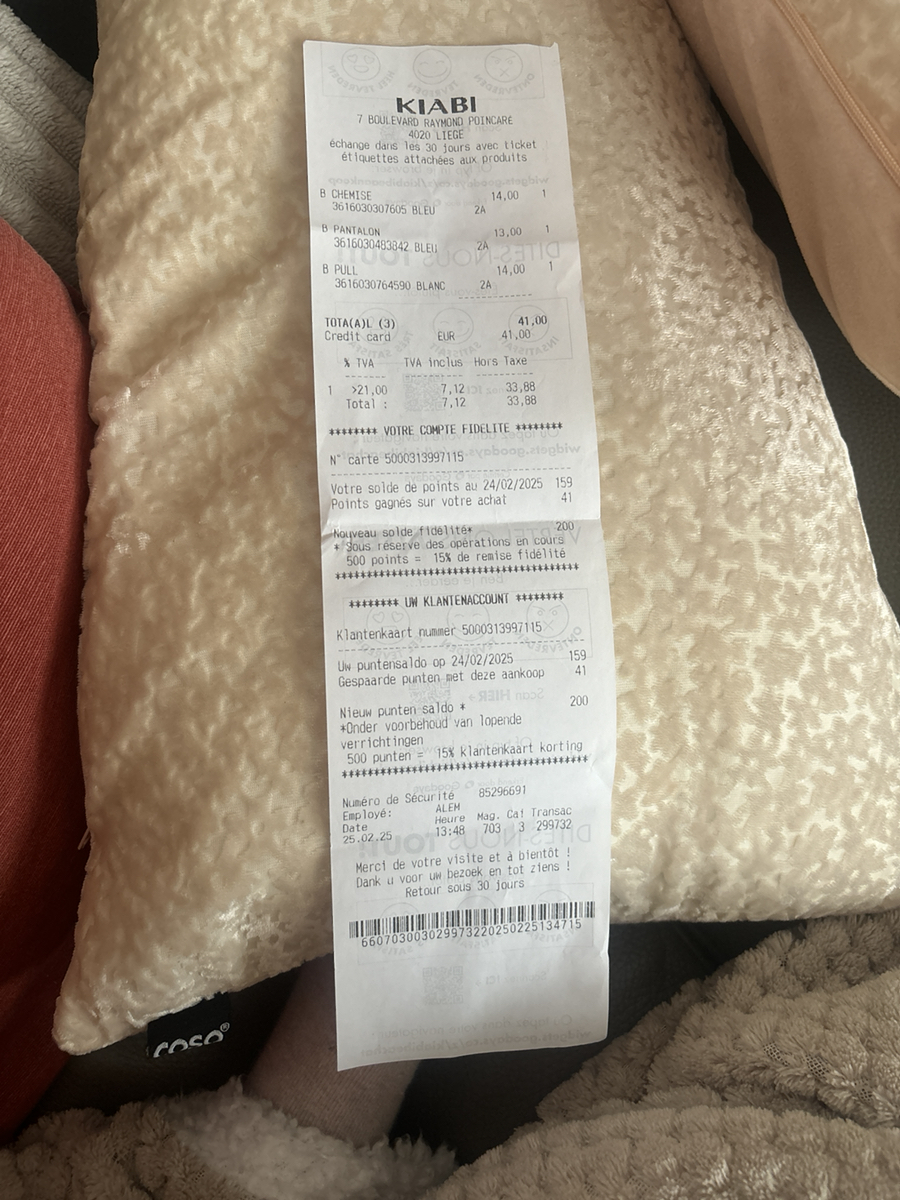 KIABI
7 BOULEVARD RAYMOND POINCARE
4020 LIEGE
échange dans les 30 jours avec ticket
étiquettes attachées aux produits
B CHEMISE 14,00 1
3616030307605 BLEU 2A
B PANTALON 13,00 1
3616030483842 BLEU 2A
B PULL 14,00 1
3616030764590 BLANC 2A
TOTA(A)L (3) 41,00
Credit card EUR 41,00
% TVA TVA inclus Hors Taxe
1 >21,00 7,12 33,88
Total : 7,12 33,88
******** VOTRE COMPTE FIDELITE ********
N° carte 5000313997115
Votre solde de points au 24/02/2025 159
Points gagnés sur votre achat 41
Nouveau solde fidélité* 200
* Sous réserve des opérations en cours
500 points = 15% de remise fidélité
***************************************
******** UW KLANTENACCOUNT ********
Klantenkaart nummer 5000313997115
Uw puntensaldo op 24/02/2025 159
Gespaarde punten met deze aankoop 41
Nieuw punten saldo * 200
*Onder voorbehoud van lopende
verrichtingen
500 punten = 15% klantenkaart korting
***************************************
Numéro de Sécurité 85296691
Employé: ALEM
Date Heure Mag. Cai Transac
25.02.25 13:48 703 3 299732
Merci de votre visite et à bientôt !
Dank u voor uw bezoek en tot ziens !
Retour sous 30 jours
66070300302997322025022513471​5
coso®